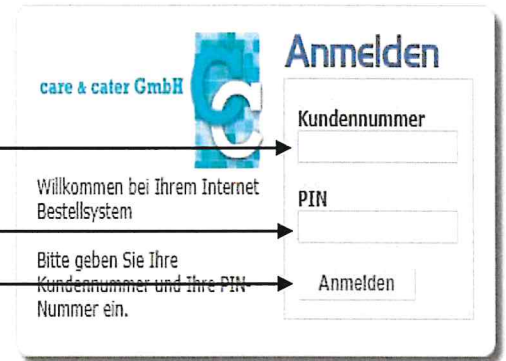 care & cater GmbH
CC
Willkommen bei Ihrem Internet
Bestellsystem
Bitte geben Sie Ihre
Kundennummer und Ihre PIN-
Nummer ein.
Anmelden
Kundennummer
PIN
Anmelden